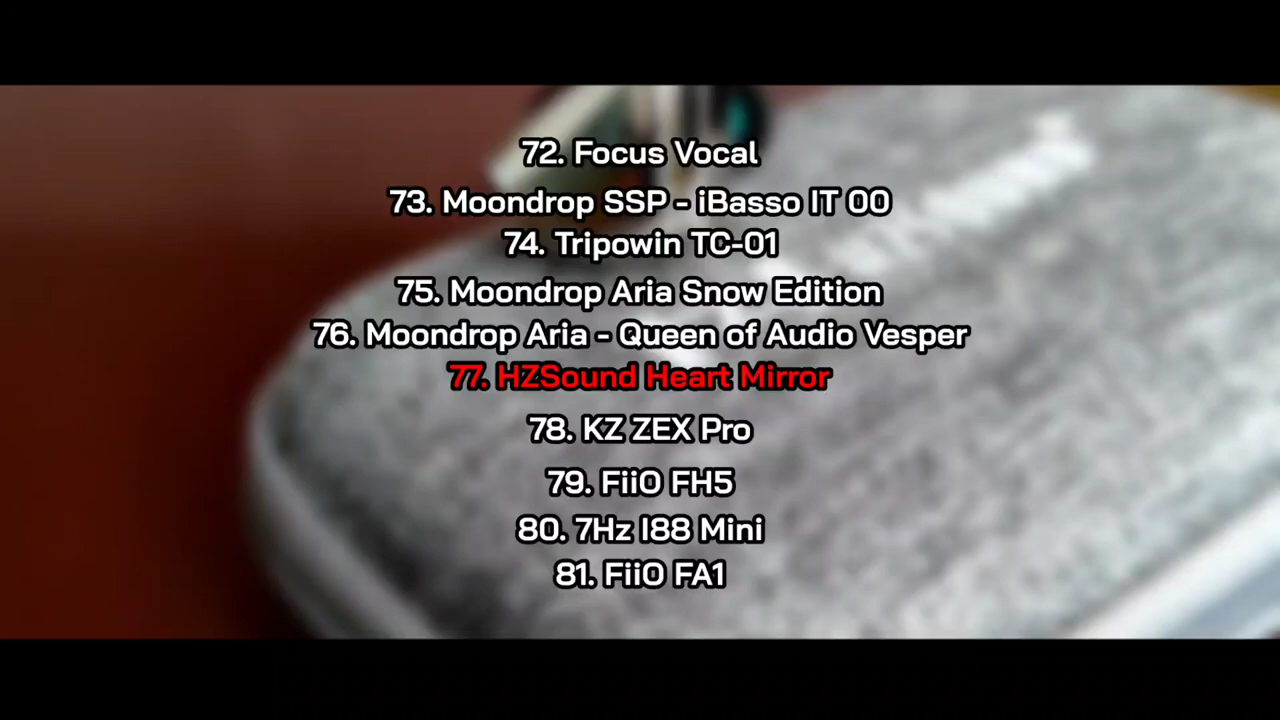 72. Focus Vocal
73. Moondrop SSP - iBasso IT 00
74. Tripowin TC-01
75. Moondrop Aria Snow Edition
76. Moondrop Aria - Queen of Audio Vesper
77. HZSound Heart Mirror
78. KZ ZEX Pro
79. FiiO FH5
80. 7Hz I88 Mini
81. FiiO FA1